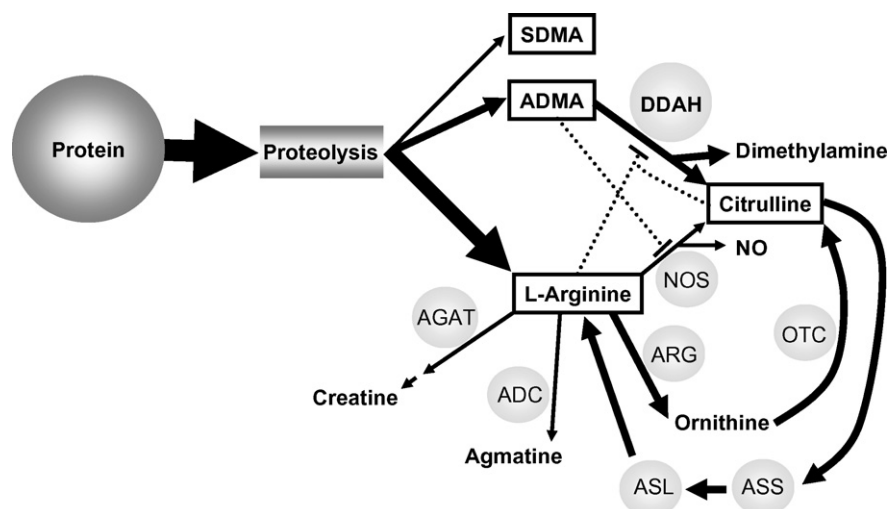 SDMA
ADMA
DDAH
Protein
Proteolysis
Dimethylamine
Citrulline
NO
L-Arginine
NOS
AGAT
ARG
OTC
ADC
Creatine
Ornithine
Agmatine
ASL
ASS